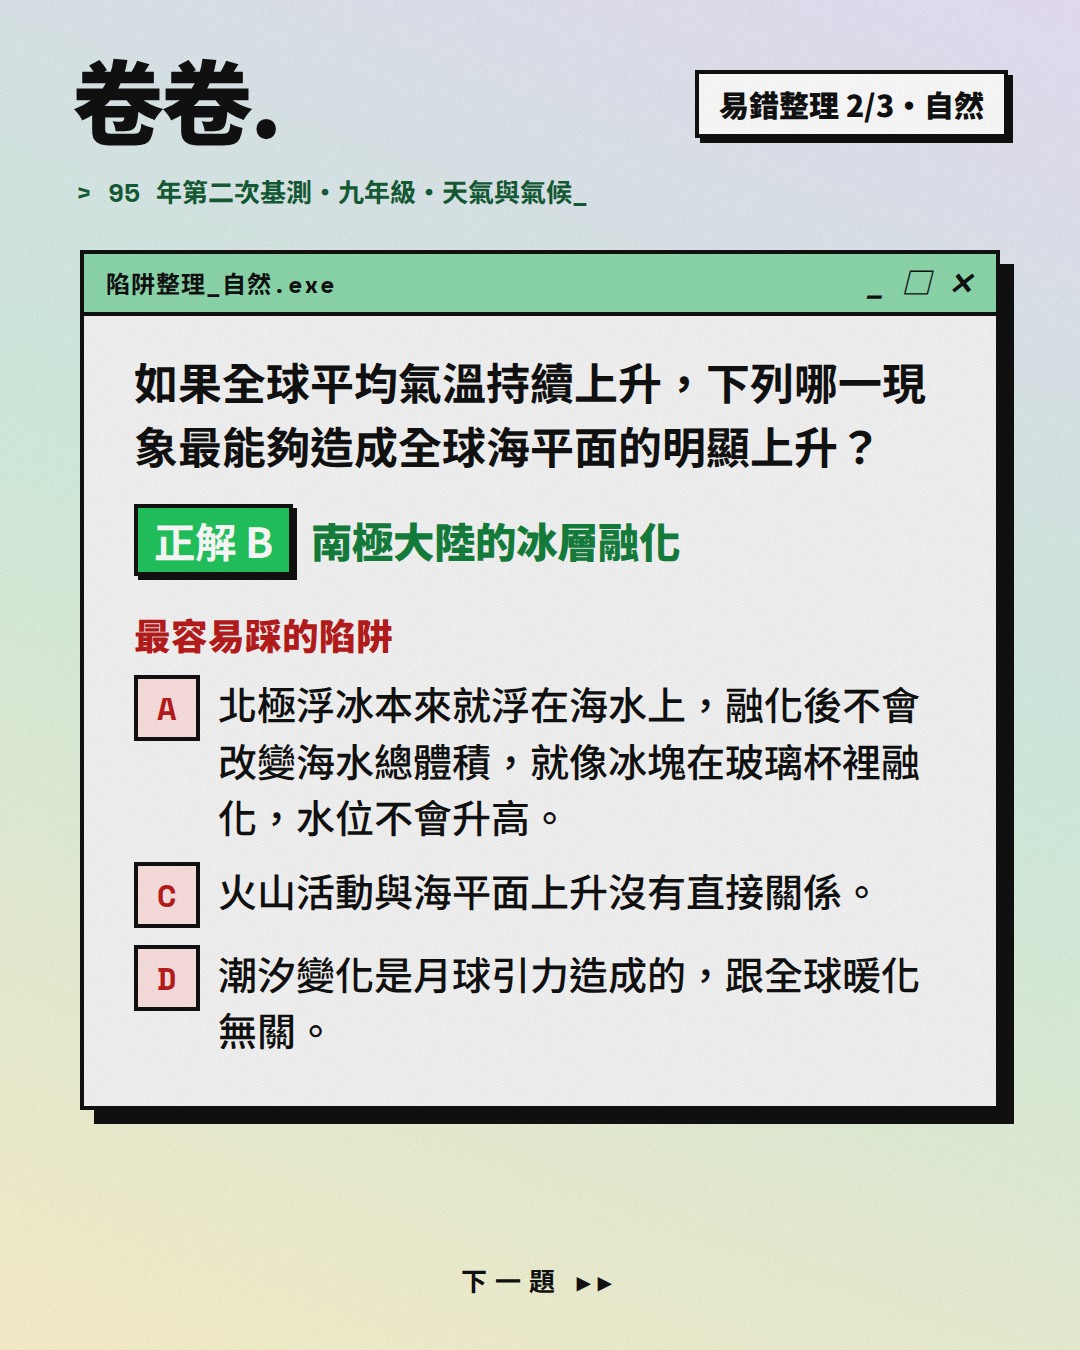 卷卷.
易錯整理 2/3・自然
> 95 年第二次基測・九年級・天氣與氣候_
陷阱整理_自然.exe
如果全球平均氣溫持續上升，下列哪一現
象最能夠造成全球海平面的明顯上升？
正解 B 南極大陸的冰層融化
最容易踩的陷阱
A 北極浮冰本來就浮在海水上，融化後不會
改變海水總體積，就像冰塊在玻璃杯裡融
化，水位不會升高。
C 火山活動與海平面上升沒有直接關係。
D 潮汐變化是月球引力造成的，跟全球暖化
無關。
下一題 ▸▸